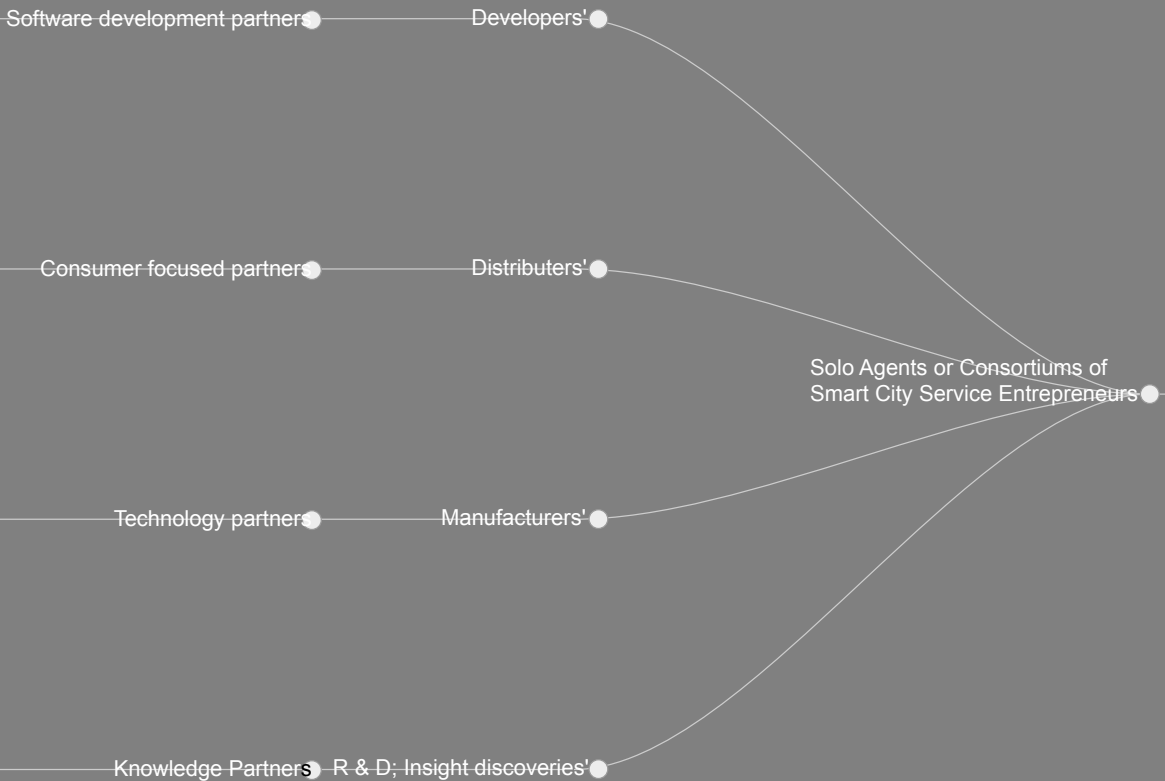 Software development partners
Developers'
Consumer focused partners
Distributers'
Solo Agents or Consortiums of
Smart City Service Entrepreneurs
Technology partners
Manufacturers'
Knowledge Partners
R & D; Insight discoveries'